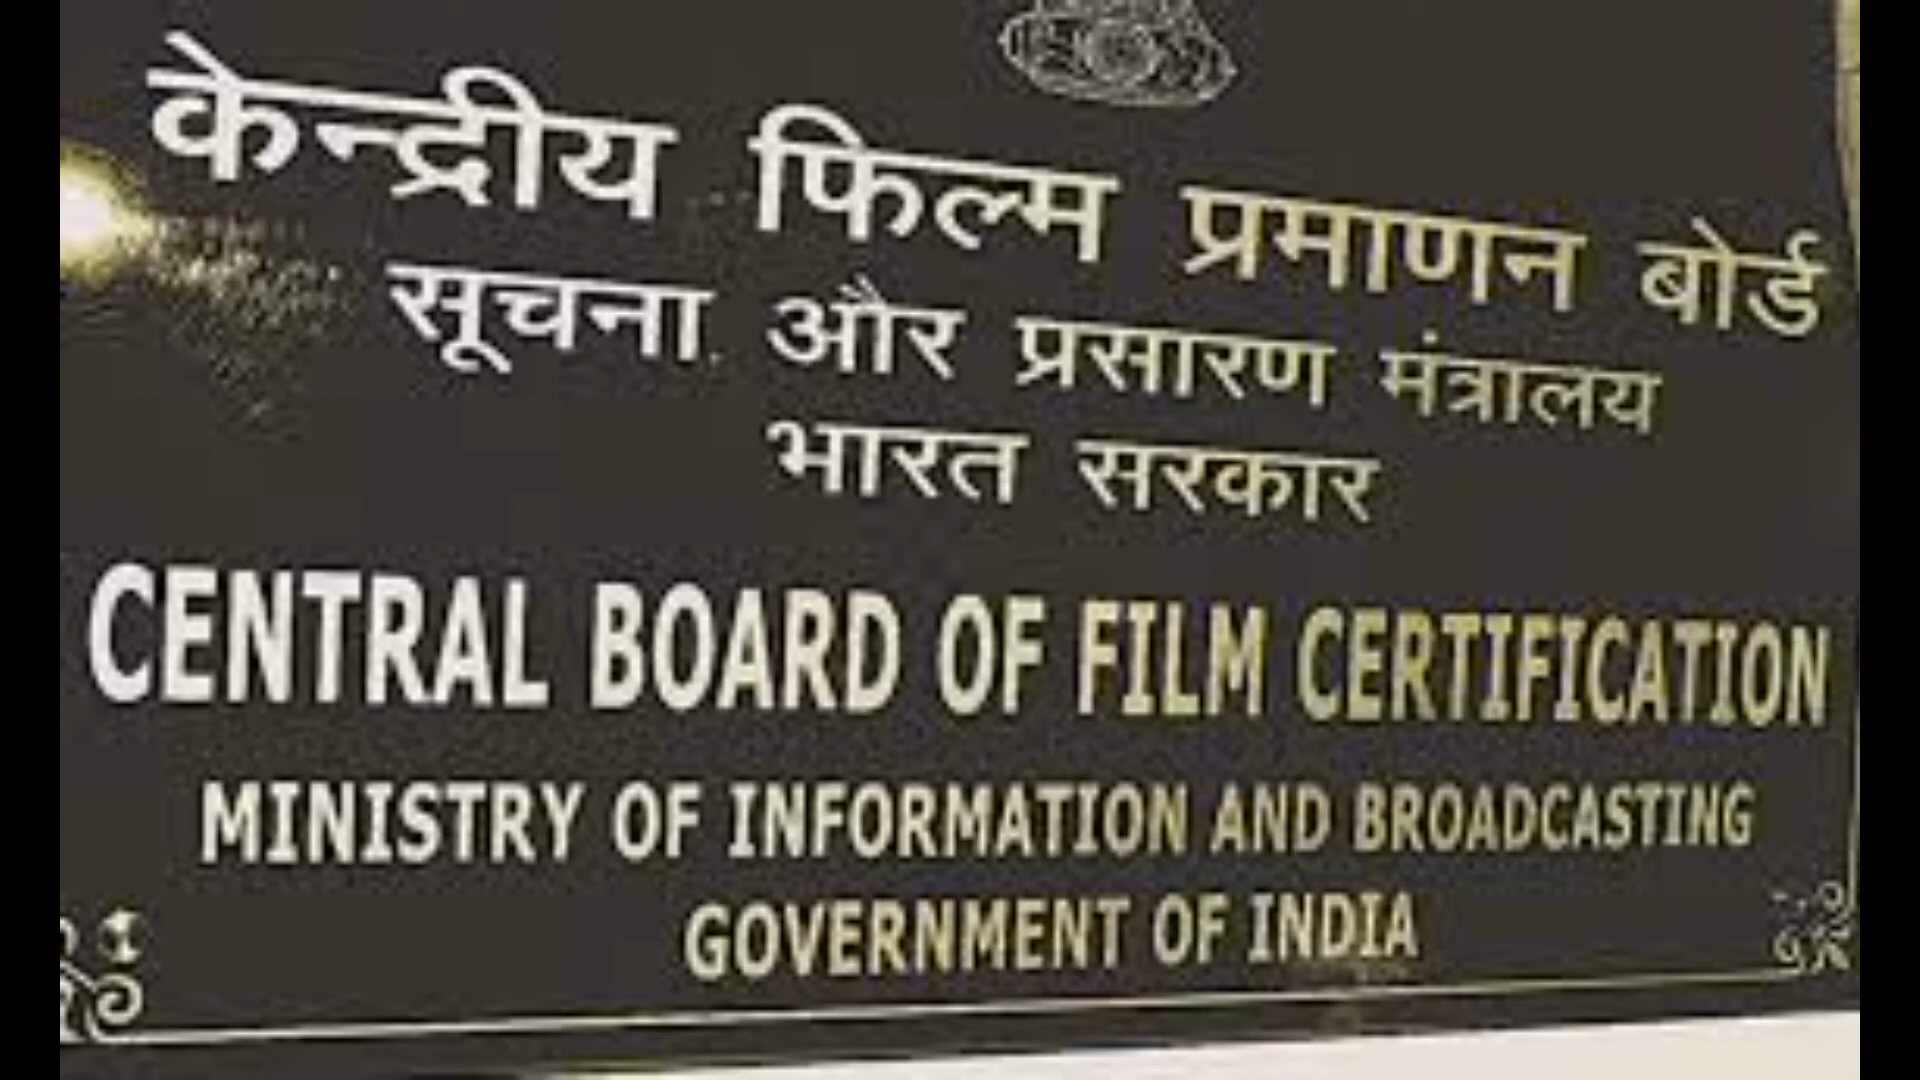 केन्द्रीय फिल्म प्रमाणन बोर्ड
सूचना और प्रसारण मंत्रालय
भारत सरकार
CENTRAL BOARD OF FILM CERTIFICATION
MINISTRY OF INFORMATION AND BROADCASTING
GOVERNMENT OF INDIA